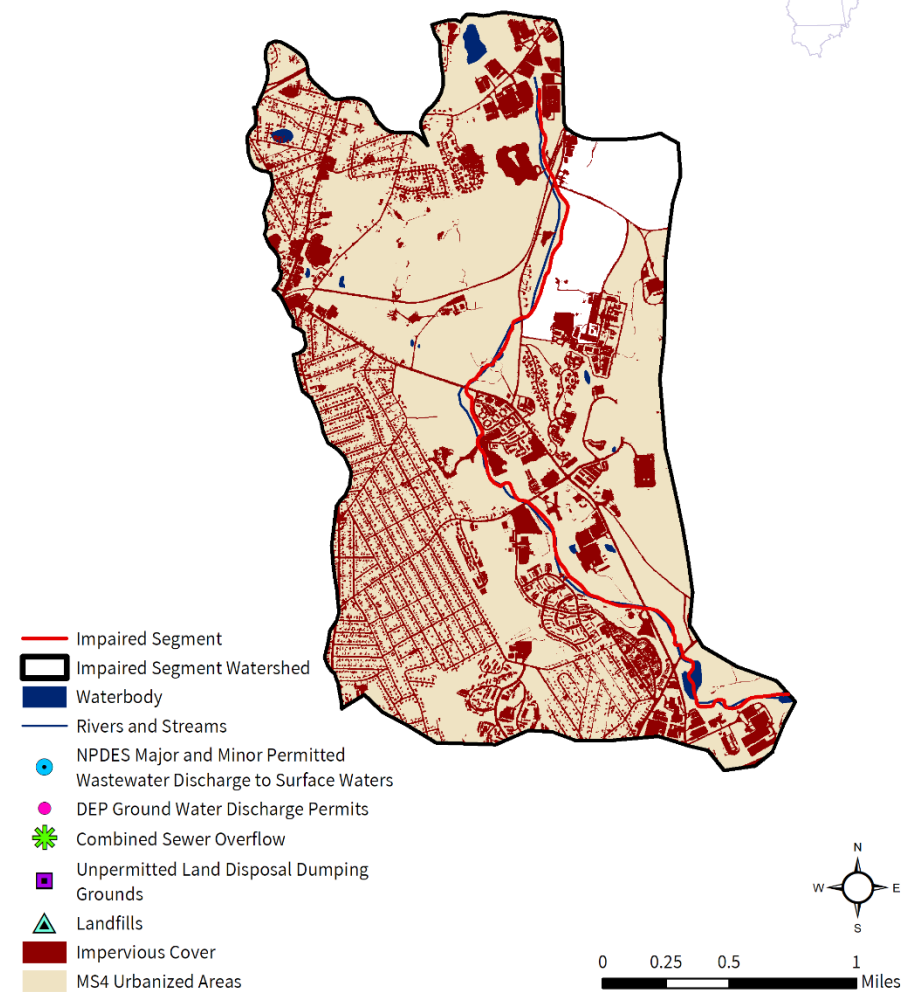 Impaired Segment
Impaired Segment Watershed
Waterbody
Rivers and Streams
NPDES Major and Minor Permitted
Wastewater Discharge to Surface Waters
DEP Ground Water Discharge Permits
Combined Sewer Overflow
Unpermitted Land Disposal Dumping
Grounds
Landfills
Impervious Cover
MS4 Urbanized Areas
N
W E
S
0 0.25 0.5 1
Miles